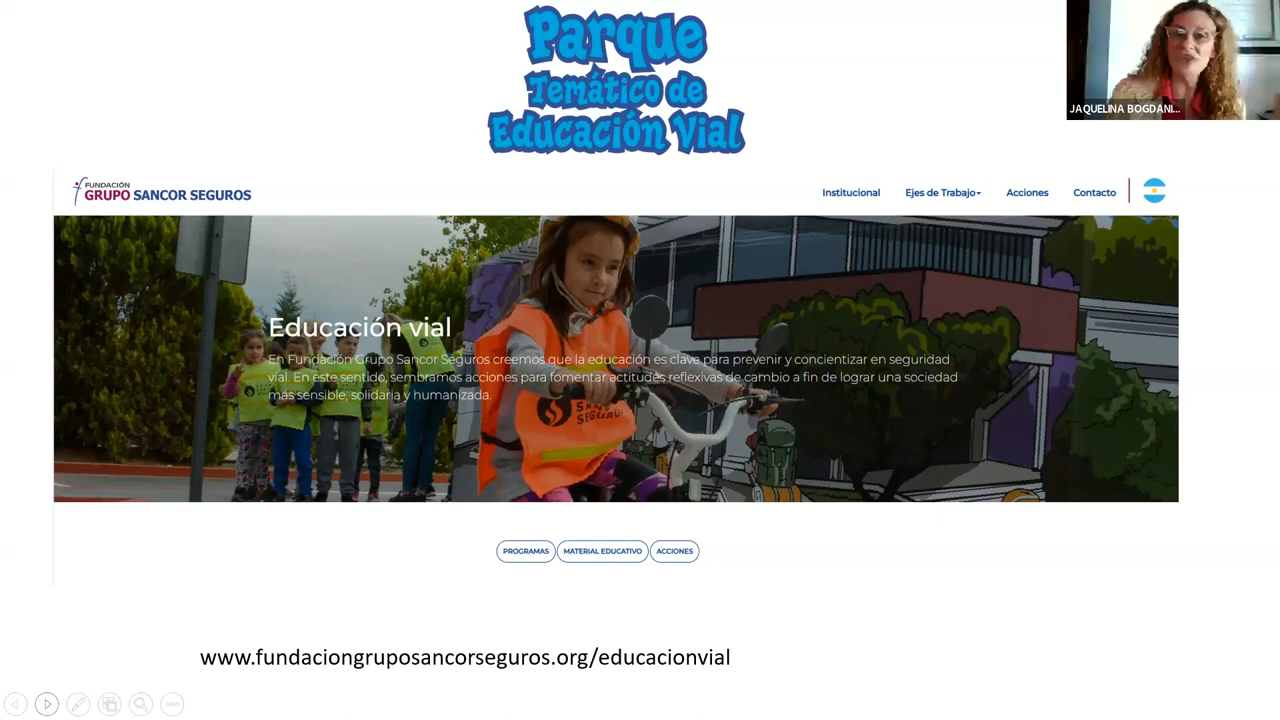 Parque
Temático de
Educación Vial
JAQUELINA BOGDANI...
FUNDACIÓN
GRUPO SANCOR SEGUROS
Institucional
Ejes de Trabajo
Acciones
Contacto
Educación vial
En Fundación Grupo Sancor Seguros creemos que la educación es clave para prevenir y concientizar en seguridad
vial. En este sentido, sembramos acciones para fomentar actitudes reflexivas de cambio a fin de lograr una sociedad
más sensible, solidaria y humanizada.
PROGRAMAS
MATERIAL EDUCATIVO
ACCIONES
www.fundaciongruposancorseguros.org/educacionvial